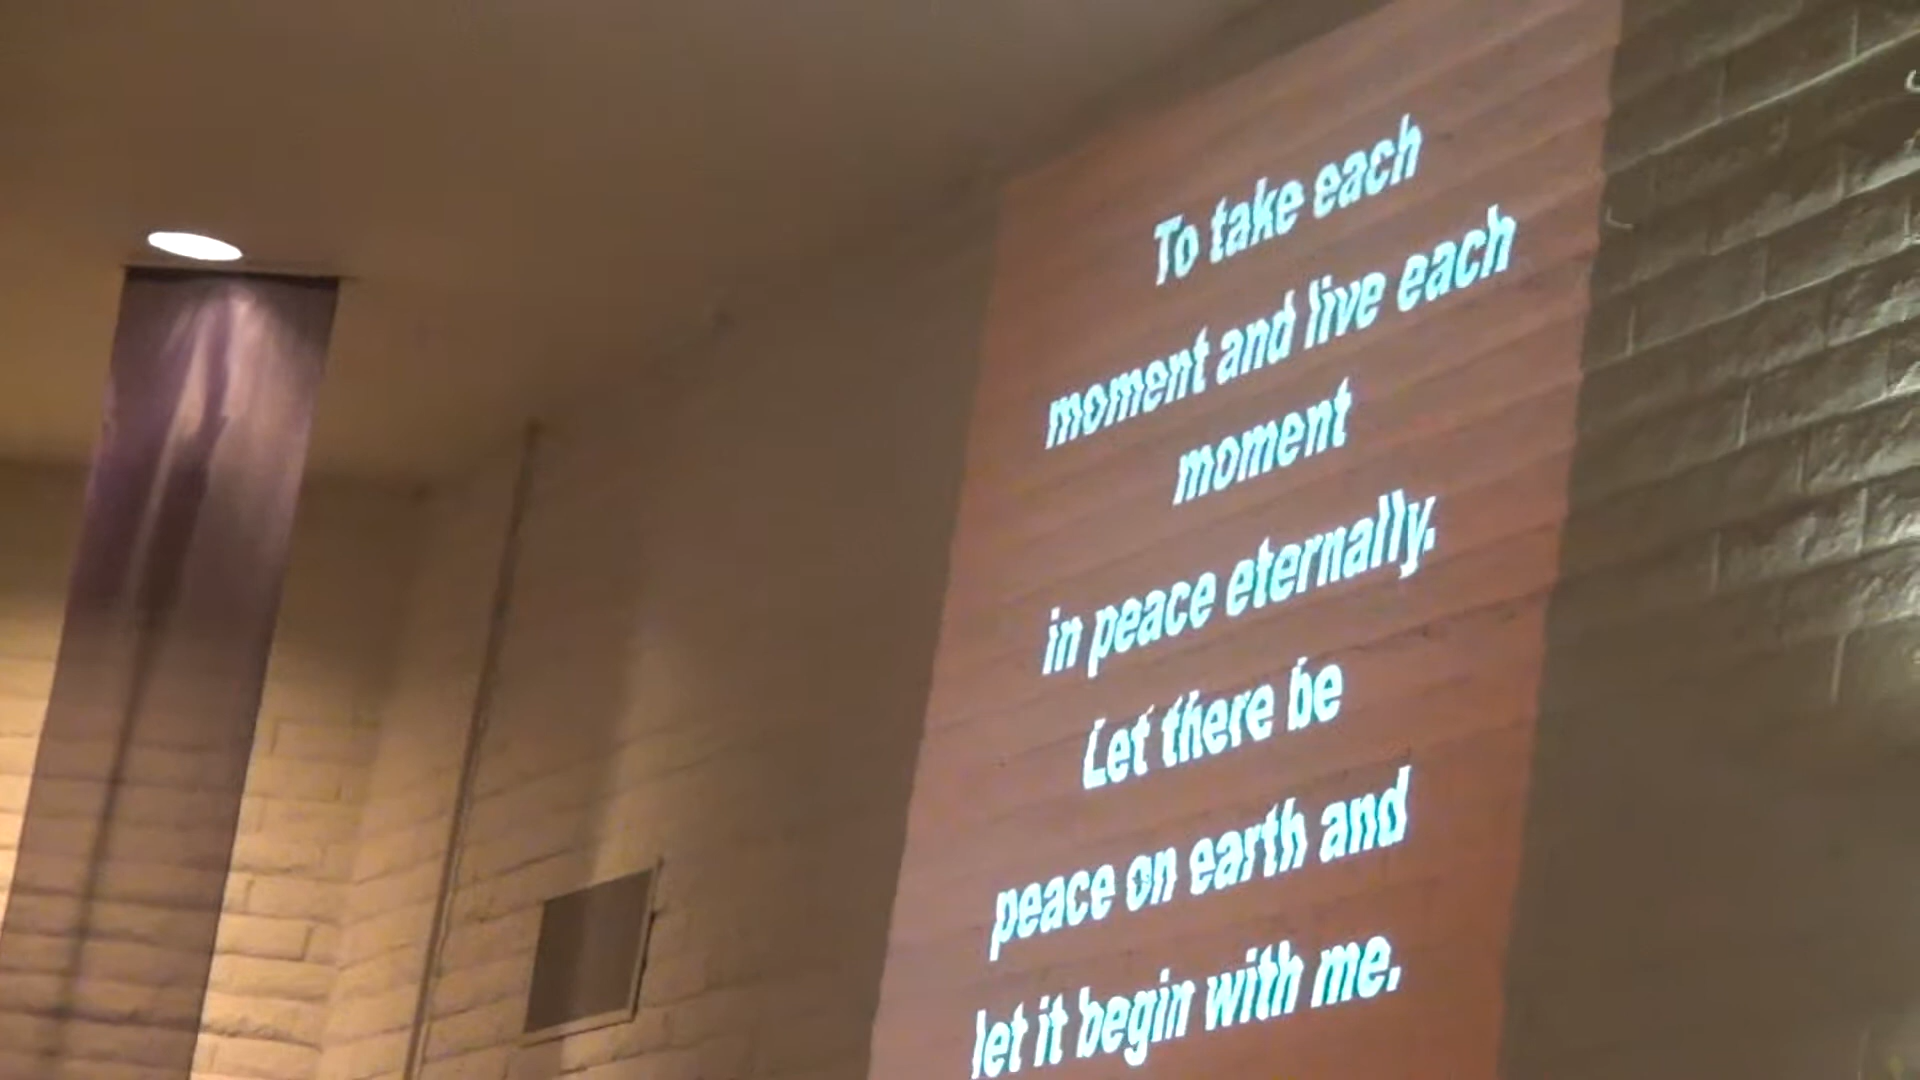 To take each
moment and live each
moment
in peace eternally.
Let there be
peace on earth and
let it begin with me.